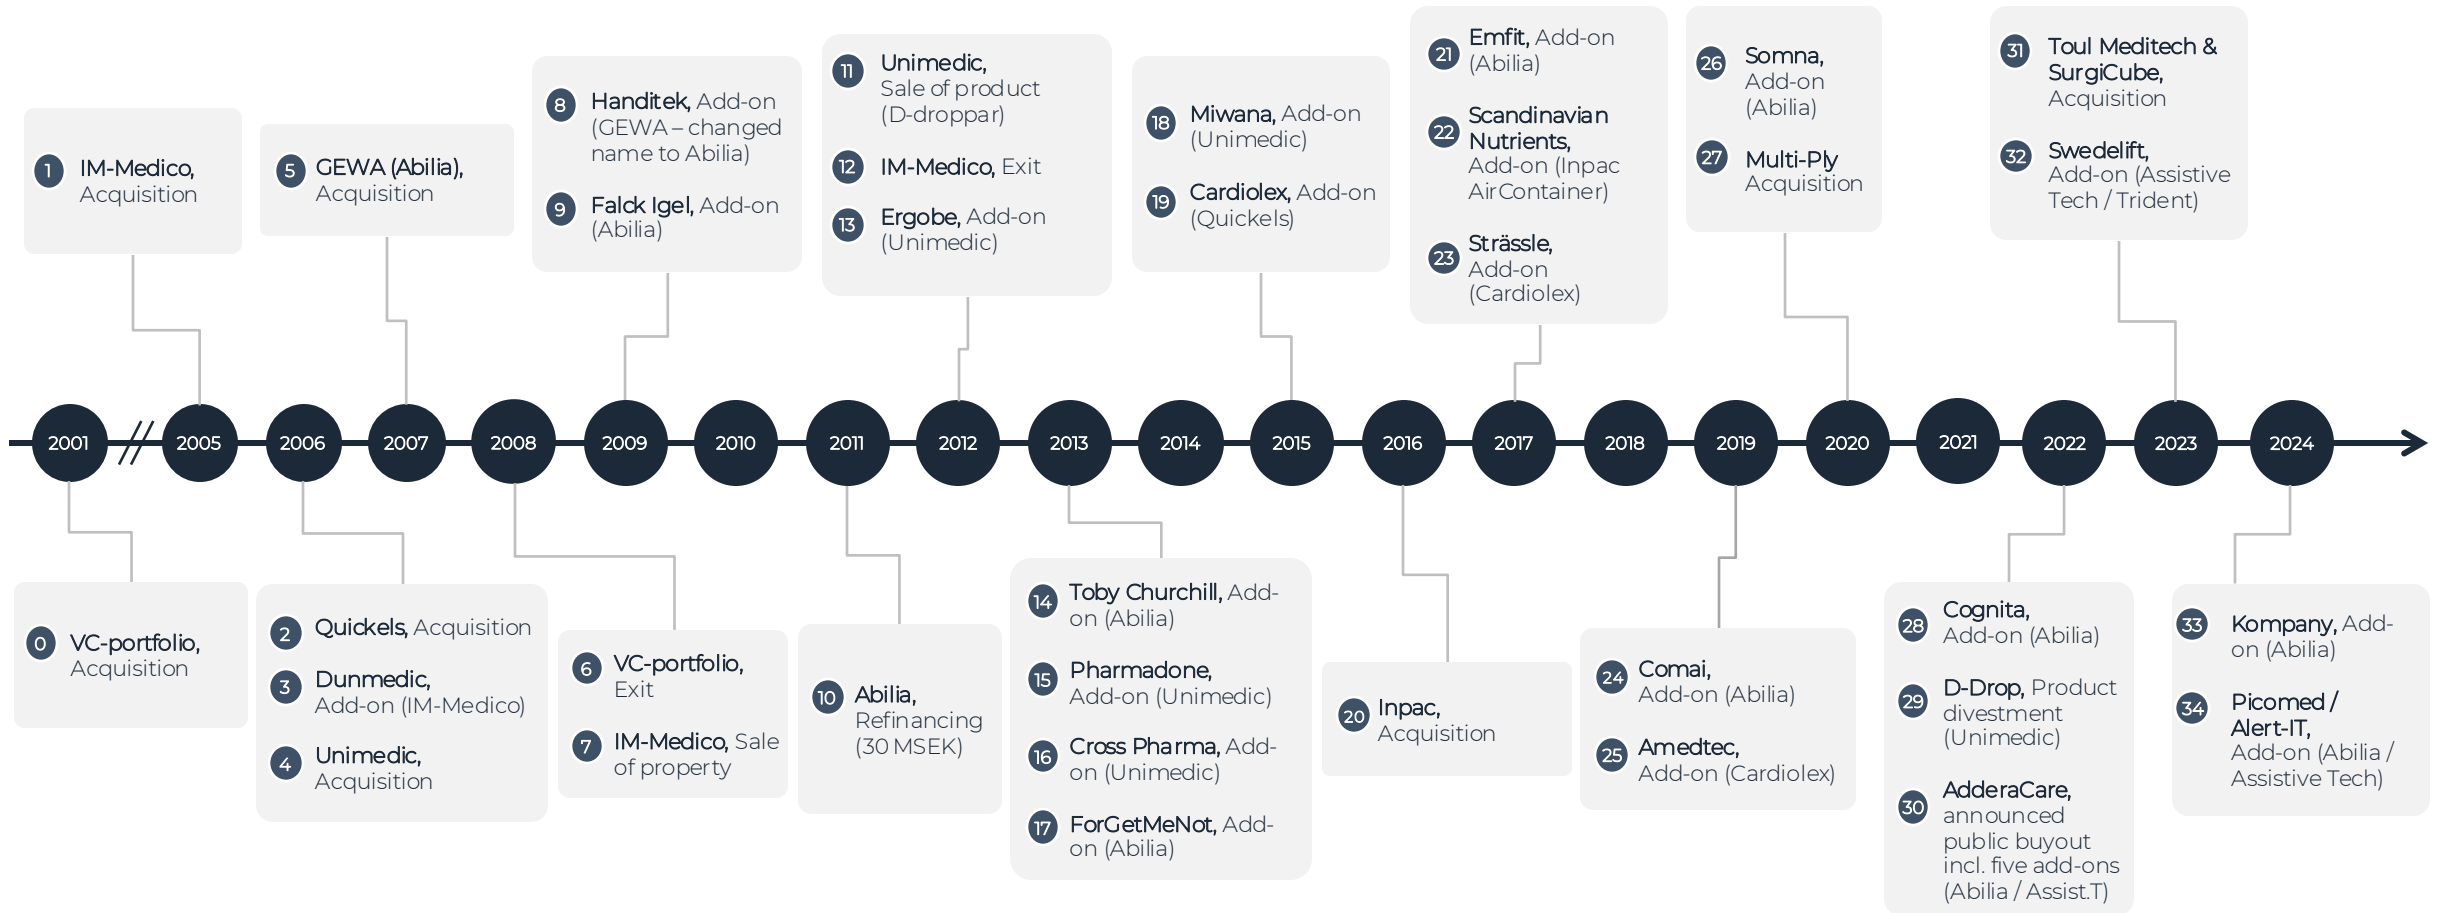 1
IM-Medico,
Acquisition
5
GEWA (Abilia),
Acquisition
8
Handitek, Add-on
(GEWA – changed
name to Abilia)
9
Falck Igel, Add-on
(Abilia)
11
Unimedic,
Sale of product
(D-droppar)
12
IM-Medico, Exit
13
Ergobe, Add-on
(Unimedic)
18
Miwana, Add-on
(Unimedic)
19
Cardiolex, Add-on
(Quickels)
21
Emfit, Add-on
(Abilia)
22
Scandinavian
Nutrients,
Add-on (Inpac
AirContainer)
23
Strässle,
Add-on
(Cardiolex)
26
Somna,
Add-on
(Abilia)
27
Multi-Ply
Acquisition
31
Toul Meditech &
SurgiCube,
Acquisition
32
Swedelift,
Add-on (Assistive
Tech / Trident)
2001
2005
2006
2007
2008
2009
2010
2011
2012
2013
2014
2015
2016
2017
2018
2019
2020
2021
2022
2023
2024
0
VC-portfolio,
Acquisition
2
Quickels, Acquisition
3
Dunmedic,
Add-on (IM-Medico)
4
Unimedic,
Acquisition
6
VC-portfolio,
Exit
7
IM-Medico, Sale
of property
10
Abilia,
Refinancing
(30 MSEK)
14
Toby Churchill, Add-
on (Abilia)
15
Pharmadone,
Add-on (Unimedic)
16
Cross Pharma, Add-
on (Unimedic)
17
ForGetMeNot, Add-
on (Abilia)
20
Inpac,
Acquisition
24
Comai,
Add-on (Abilia)
25
Amedtec,
Add-on (Cardiolex)
28
Cognita,
Add-on (Abilia)
29
D-Drop, Product
divestment
(Unimedic)
30
AdderaCare,
announced
public buyout
incl. five add-ons
(Abilia / Assist.T)
33
Kompany, Add-
on (Abilia)
34
Picomed /
Alert-IT,
Add-on (Abilia /
Assistive Tech)